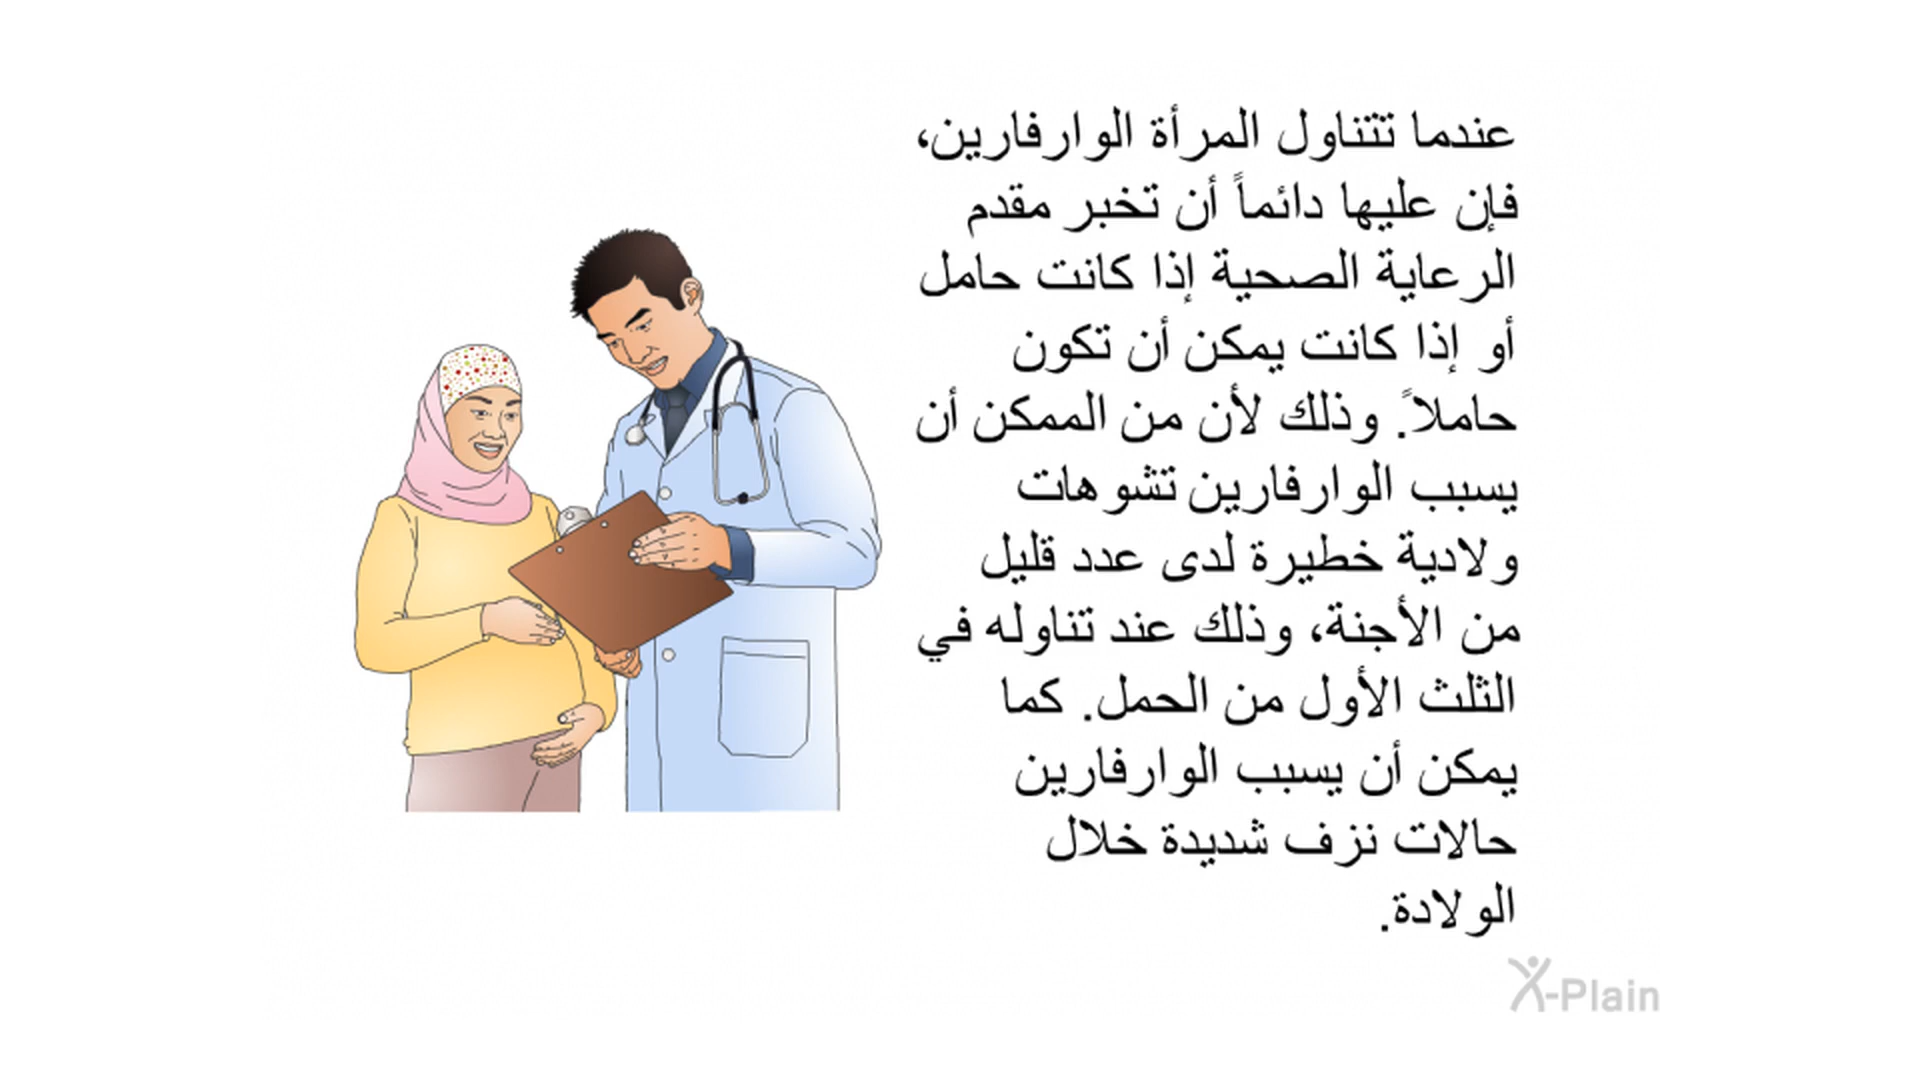 عندما تتناول المرأة الوارفارين،
فإن عليها دائماً أن تخبر مقدم
الرعاية الصحية إذا كانت حامل
أو إذا كانت يمكن أن تكون
حاملاً. وذلك لأن من الممكن أن
يسبب الوارفارين تشوهات
ولادية خطيرة لدى عدد قليل
من الأجنة، وذلك عند تناوله في
الثلث الأول من الحمل. كما
يمكن أن يسبب الوارفارين
حالات نزف شديدة خلال
الولادة.
X-Plain